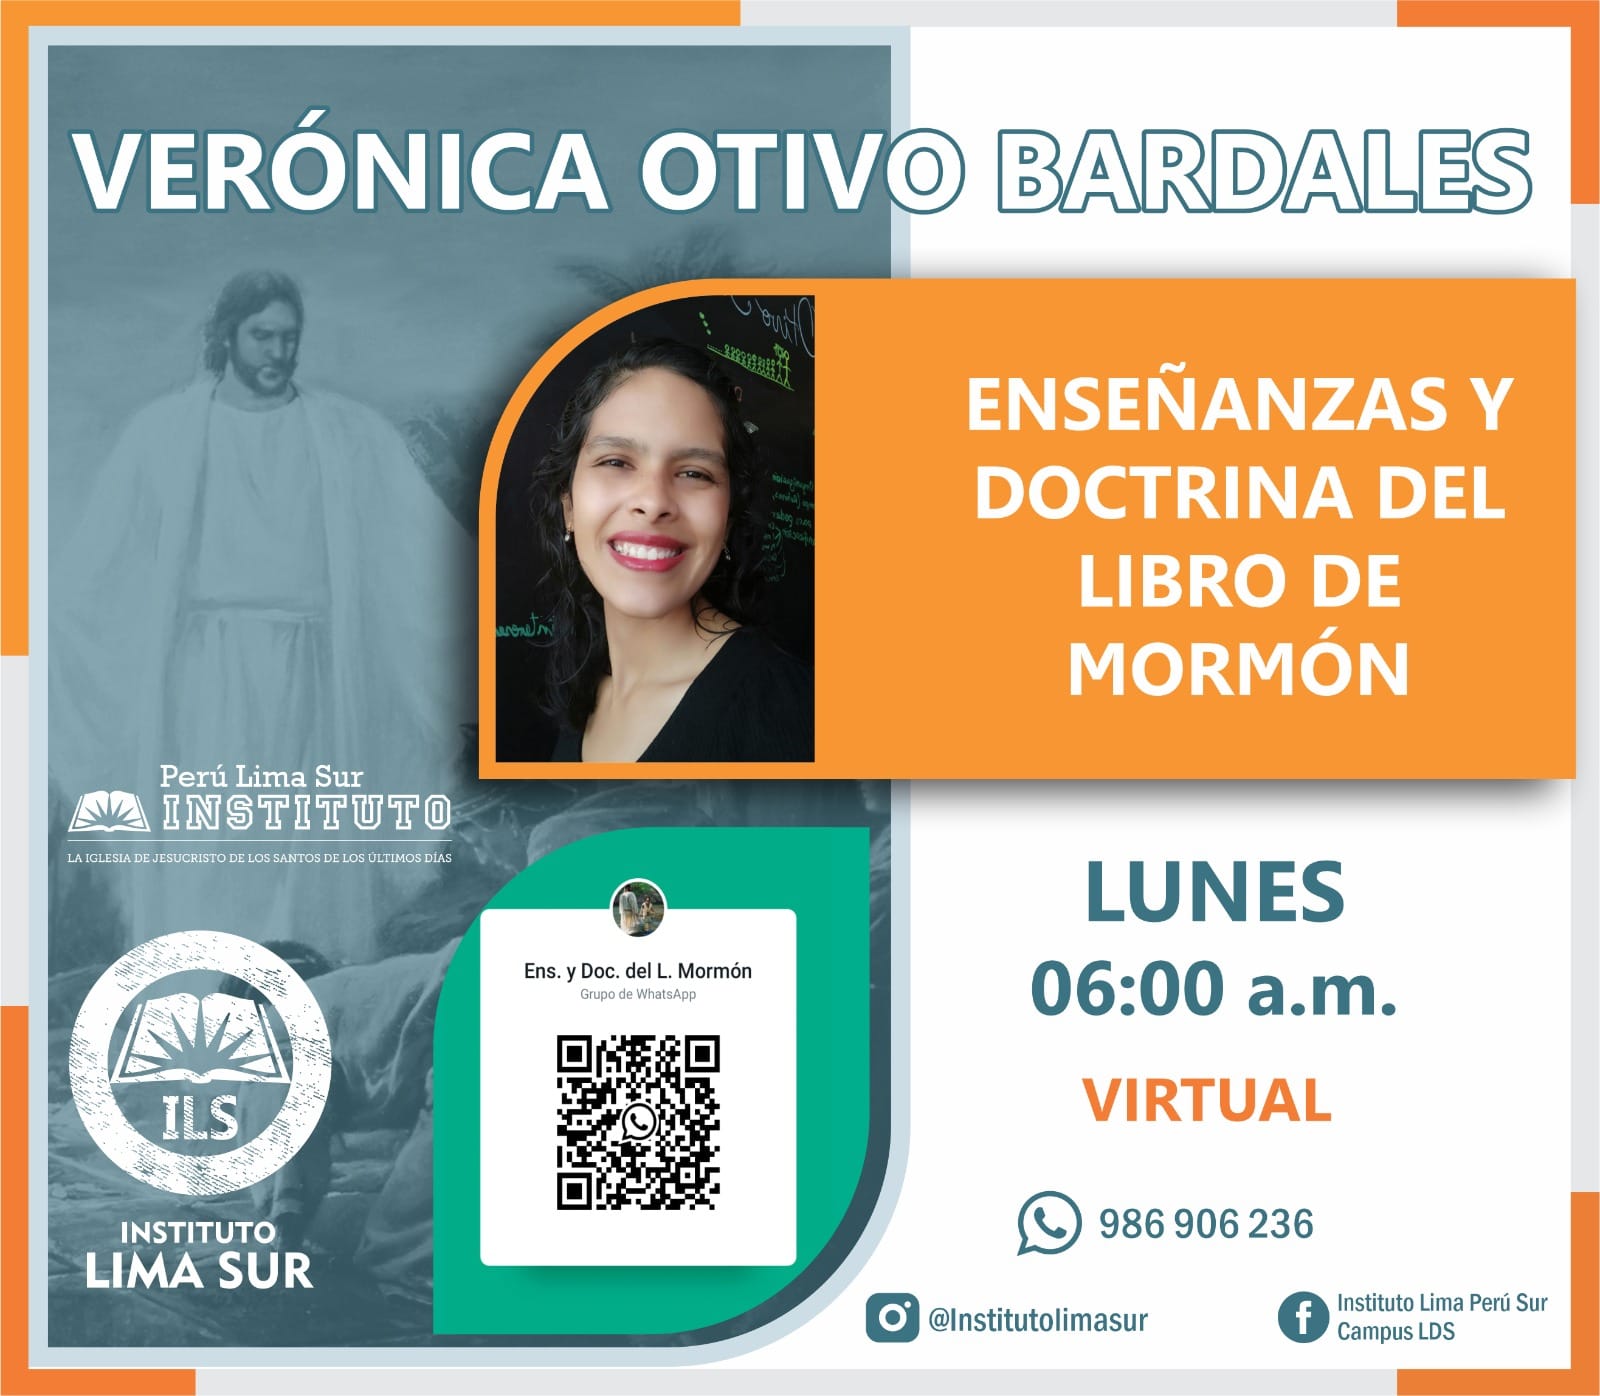 VERÓNICA OTIVO BARDALES
ENSEÑANZAS Y
DOCTRINA DEL
LIBRO DE
MORMÓN
Perú Lima Sur
INSTITUTO
LA IGLESIA DE JESUCRISTO DE LOS SANTOS DE LOS ÚLTIMOS DÍAS
ILS
INSTITUTO
LIMA SUR
Ens. y Doc. del L. Mormón
Grupo de WhatsApp
LUNES
06:00 a.m.
VIRTUAL
986 906 236
@Institutolimasur
Instituto Lima Perú Sur
Campus LDS